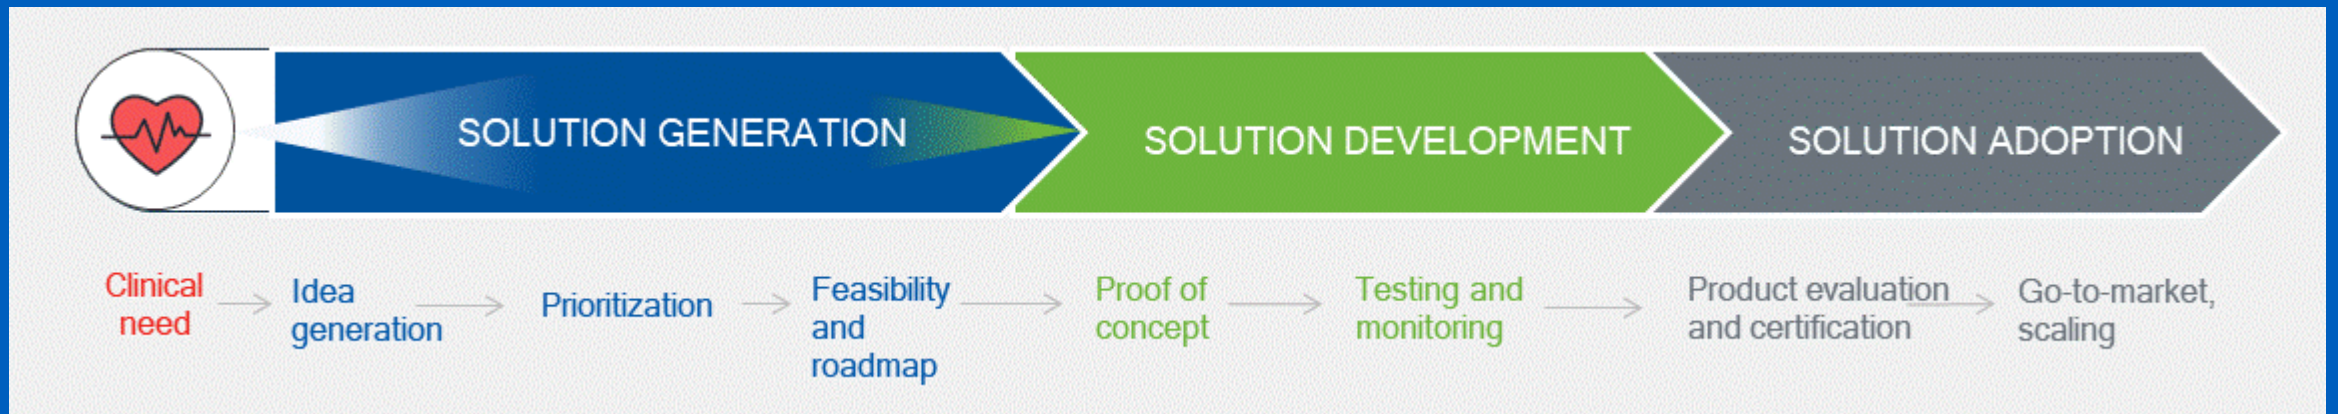 SOLUTION GENERATION
SOLUTION DEVELOPMENT
SOLUTION ADOPTION
Clinical
need
Idea
generation
Prioritization
Feasibility
and
roadmap
Proof of
concept
Testing and
monitoring
Product evaluation
and certification
Go-to-market,
scaling